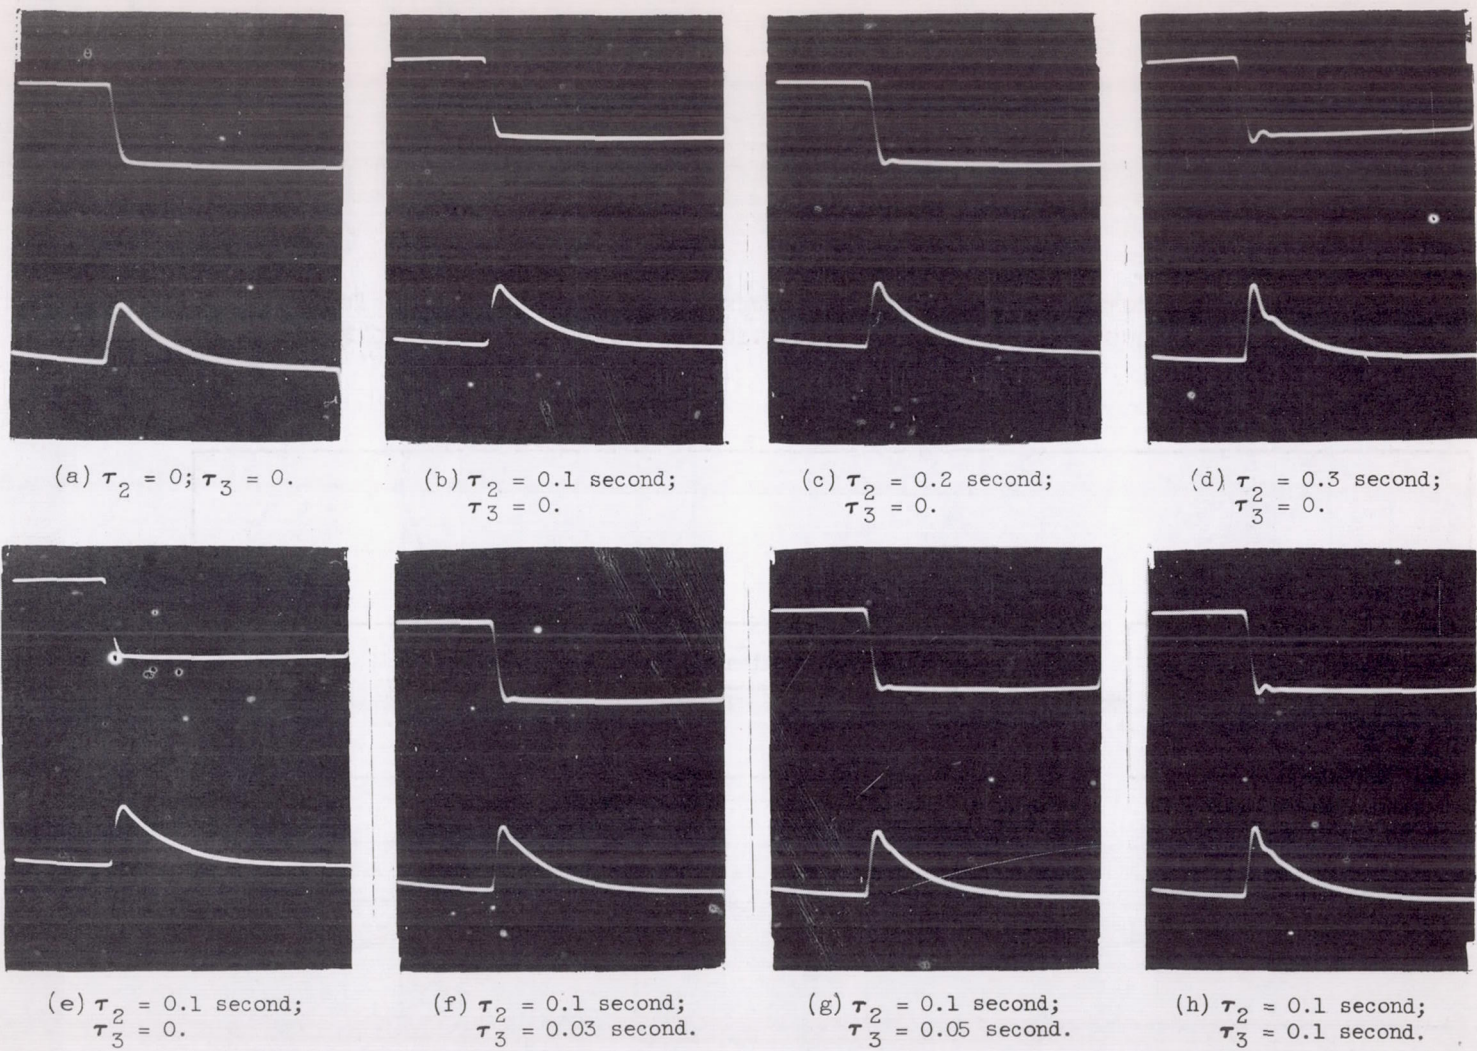 (a) τ2 = 0; τ3 = 0.
(b) τ2 = 0.1 second;
τ3 = 0.
(c) τ2 = 0.2 second;
τ3 = 0.
(d) τ2 = 0.3 second;
τ3 = 0.
(e) τ2 = 0.1 second;
τ3 = 0.
(f) τ2 = 0.1 second;
τ3 = 0.03 second.
(g) τ2 = 0.1 second;
τ3 = 0.05 second.
(h) τ2 = 0.1 second;
τ3 = 0.1 second.